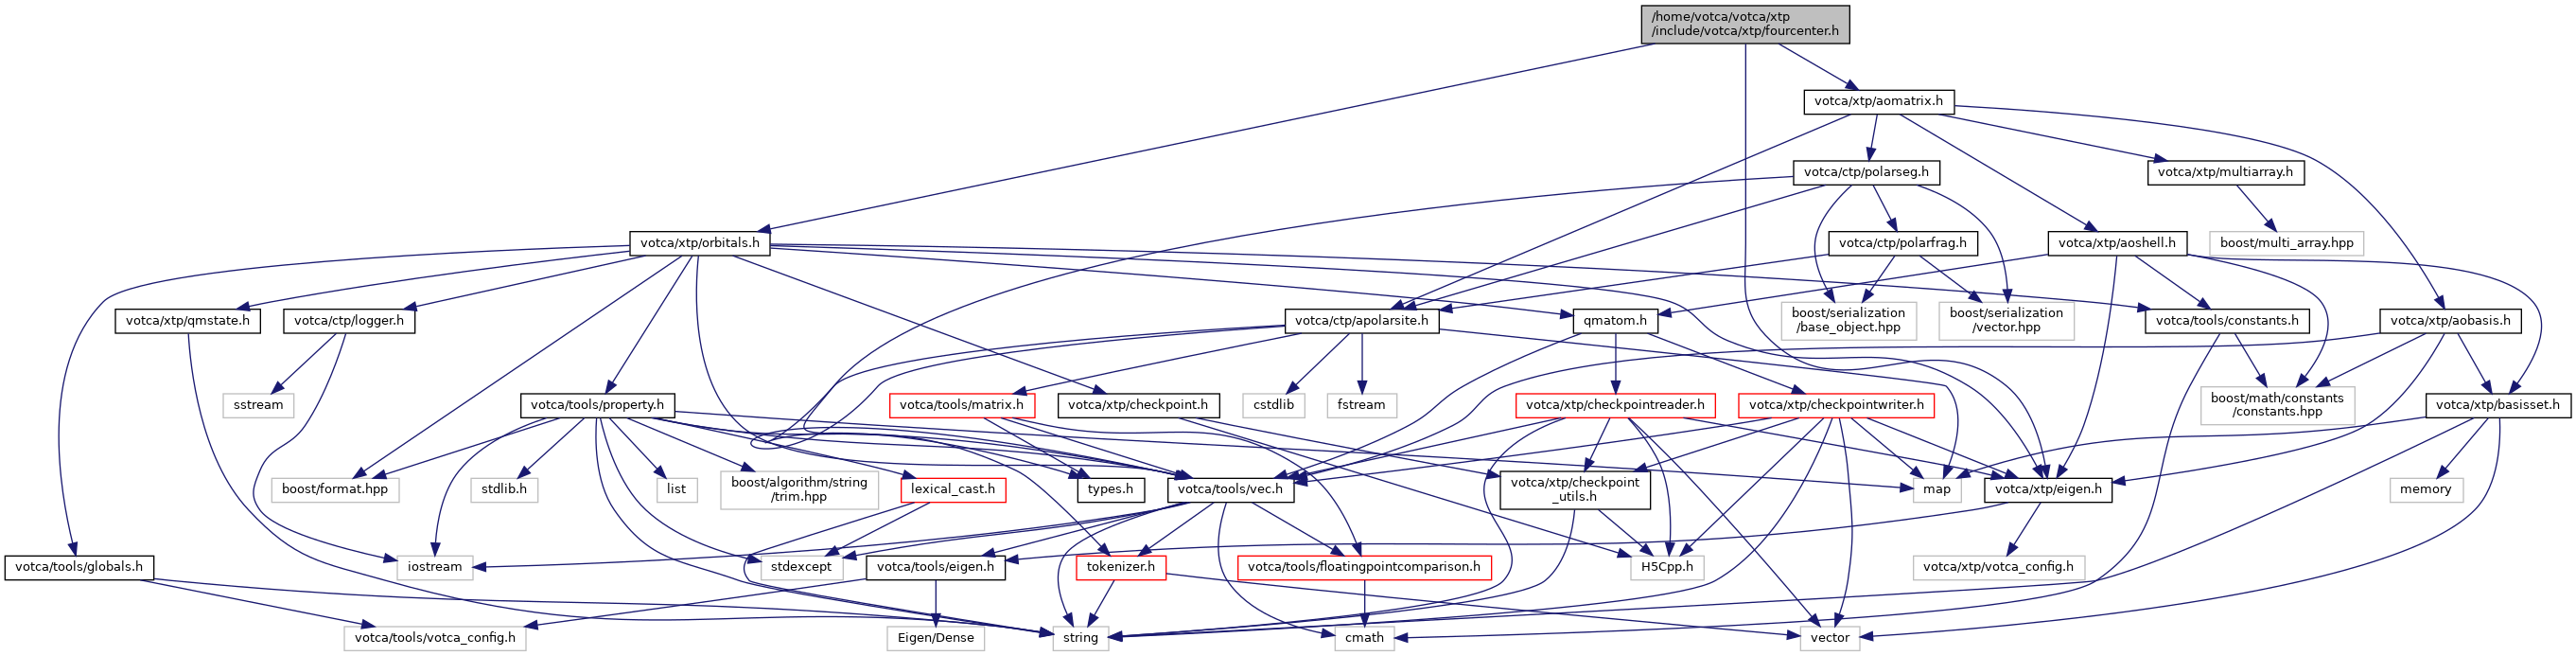 /home/votca/votca/xtp
/include/votca/xtp/fourcenter.h
votca/xtp/aomatrix.h
votca/ctp/polarseg.h
votca/xtp/multiarray.h
votca/xtp/orbitals.h
votca/ctp/polarfrag.h
votca/xtp/aoshell.h
boost/multi_array.hpp
votca/xtp/qmstate.h
votca/ctp/logger.h
votca/ctp/apolarsite.h
qmatom.h
boost/serialization
/base_object.hpp
boost/serialization
/vector.hpp
votca/tools/constants.h
votca/xtp/aobasis.h
sstream
votca/tools/property.h
votca/tools/matrix.h
votca/xtp/checkpoint.h
cstdlib
fstream
votca/xtp/checkpointreader.h
votca/xtp/checkpointwriter.h
boost/math/constants
/constants.hpp
votca/xtp/basisset.h
boost/format.hpp
stdlib.h
list
boost/algorithm/string
/trim.hpp
lexical_cast.h
types.h
votca/tools/vec.h
votca/xtp/checkpoint
_utils.h
map
votca/xtp/eigen.h
memory
votca/tools/globals.h
iostream
stdexcept
votca/tools/eigen.h
tokenizer.h
votca/tools/floatingpointcomparison.h
H5Cpp.h
votca/xtp/votca_config.h
votca/tools/votca_config.h
Eigen/Dense
string
cmath
vector